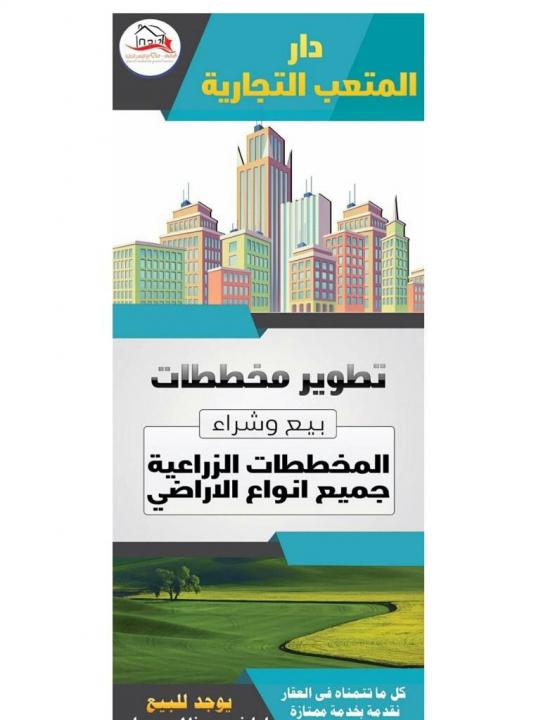 دار
المتعب التجارية
تطوير مخططات
بيع وشراء
المخططات الزراعية
جميع انواع الاراضي
كل ما تتمناه فى العقار
نقدمة بخدمة ممتازة
يوجد للبيع